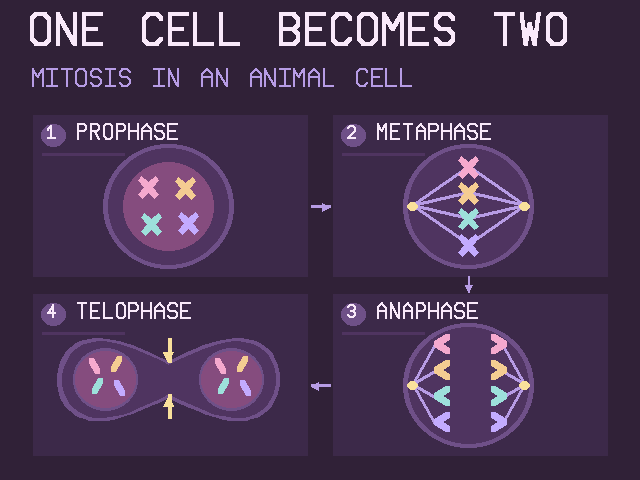 ONE CELL BECOMES TWO
MITOSIS IN AN ANIMAL CELL
1 PROPHASE
2 METAPHASE
4 TELOPHASE
3 ANAPHASE